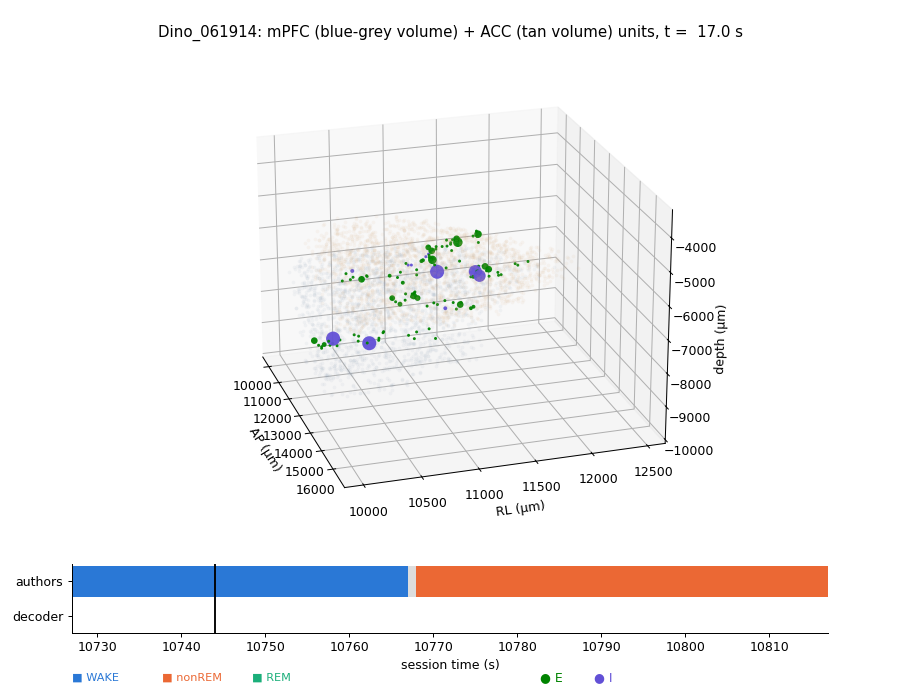 Dino_061914: mPFC (blue-grey volume) + ACC (tan volume) units, t =  17.0 s
−4000
−5000
−6000
−7000
−8000
−9000
−10000
depth (μm)
10000
11000
12000
13000
14000
15000
16000
AP (μm)
10000
10500
11000
11500
12000
12500
RL (μm)
authors
decoder
10730
10740
10750
10760
10770
10780
10790
10800
10810
session time (s)
WAKE
nonREM
REM
E
I